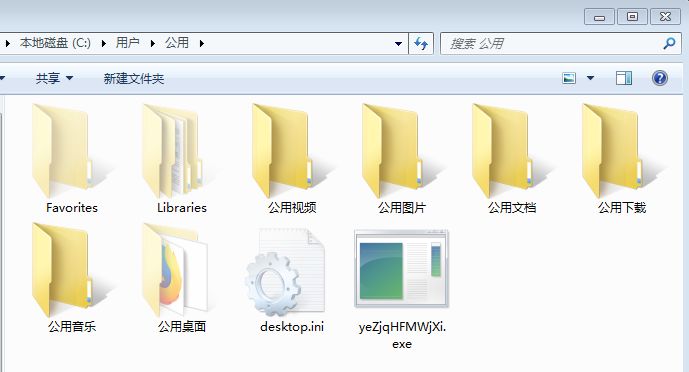 本地磁盘 (C:) 用户 公用
搜索 公用
共享 新建文件夹
Favorites Libraries 公用视频 公用图片 公用文档 公用下载
公用音乐 公用桌面 desktop.ini yeZjqHFMWjXi.
exe